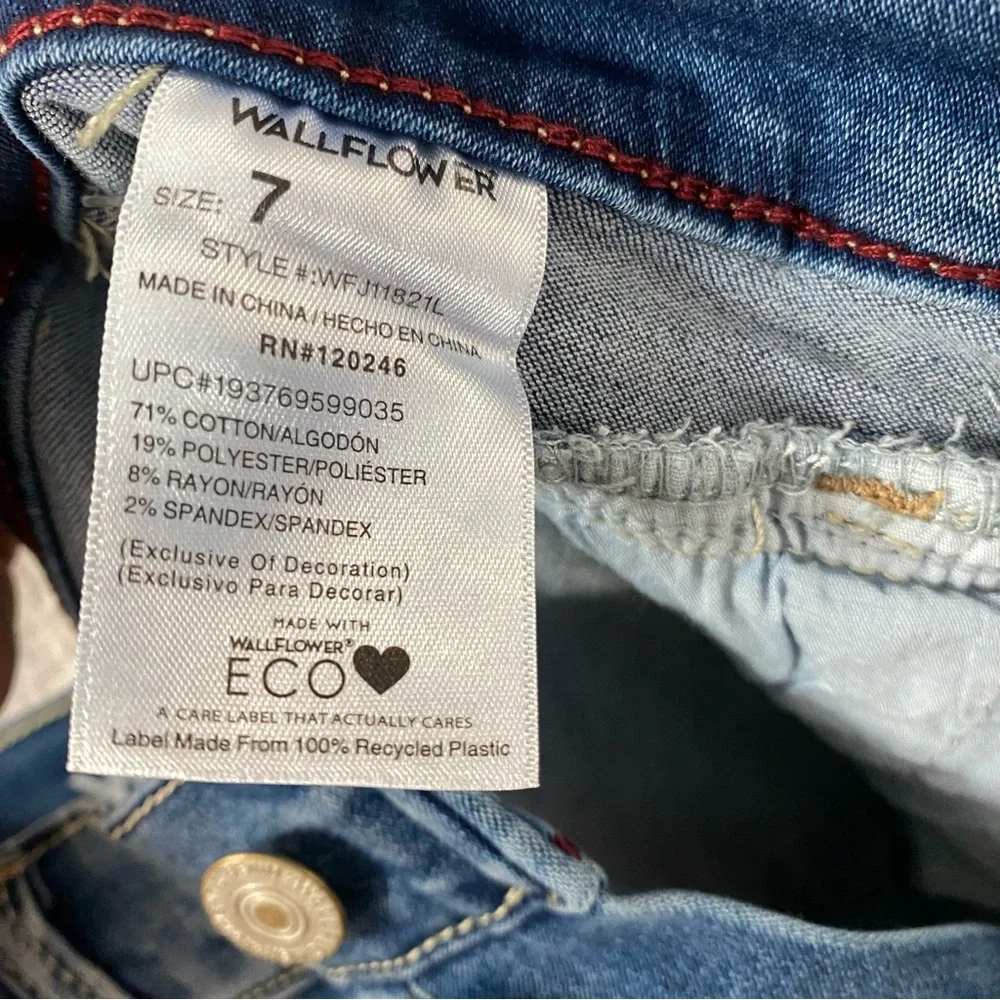 WALLFLOWER
SIZE: 7
STYLE #:WFJ11821L
MADE IN CHINA / HECHO EN CHINA
RN#120246
UPC#193769599035
71% COTTON/ALGODÓN
19% POLYESTER/POLIÉSTER
8% RAYON/RAYÓN
2% SPANDEX/SPANDEX
(Exclusive Of Decoration)
(Exclusivo Para Decorar)
MADE WITH
WALLFLOWER®
ECO
A CARE LABEL THAT ACTUALLY CARES
Label Made From 100% Recycled Plastic